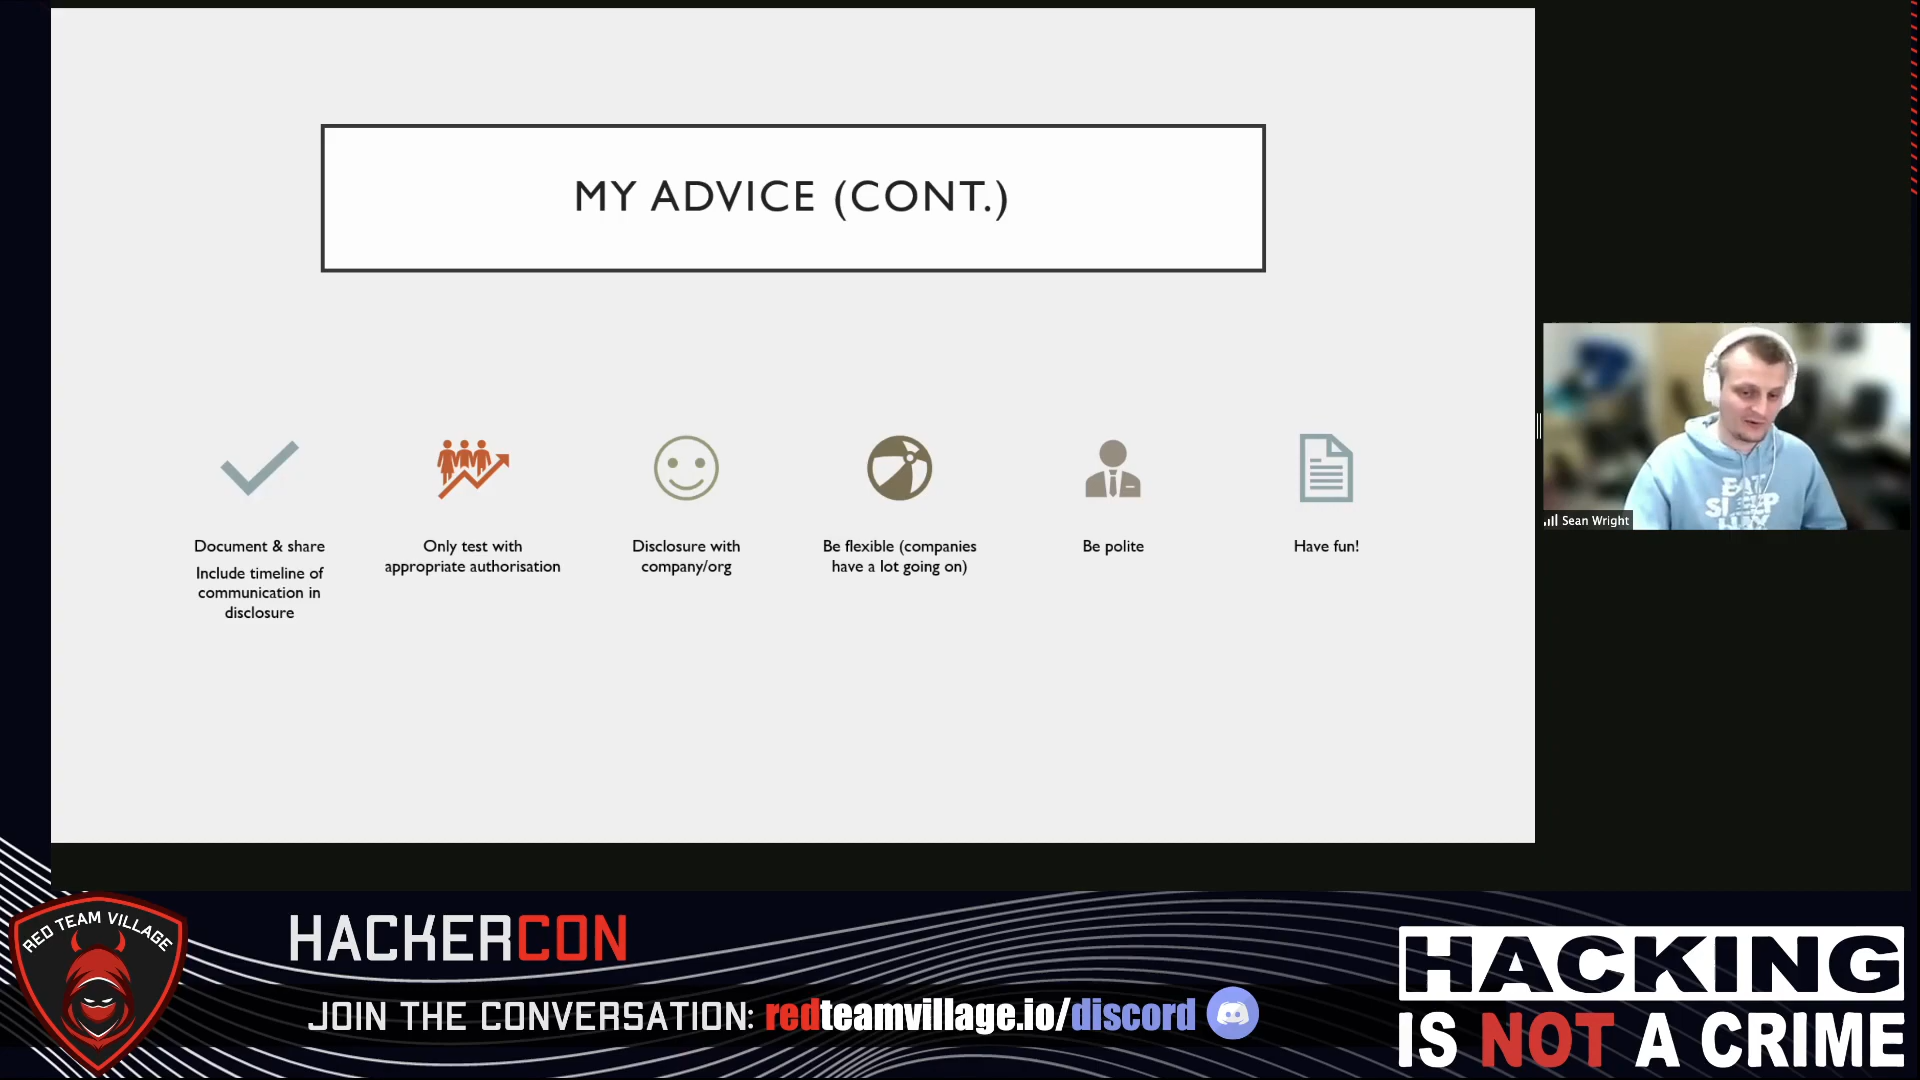 MY ADVICE (CONT.)
Document & share
Include timeline of
communication in
disclosure
Only test with
appropriate authorisation
Disclosure with
company/org
Be flexible (companies
have a lot going on)
Be polite
Have fun!
EAT
SLEEP
Sean Wright
RED TEAM VILLAGE
HACKERCON
JOIN THE CONVERSATION: redteamvillage.io/discord
HACKING
IS NOT A CRIME